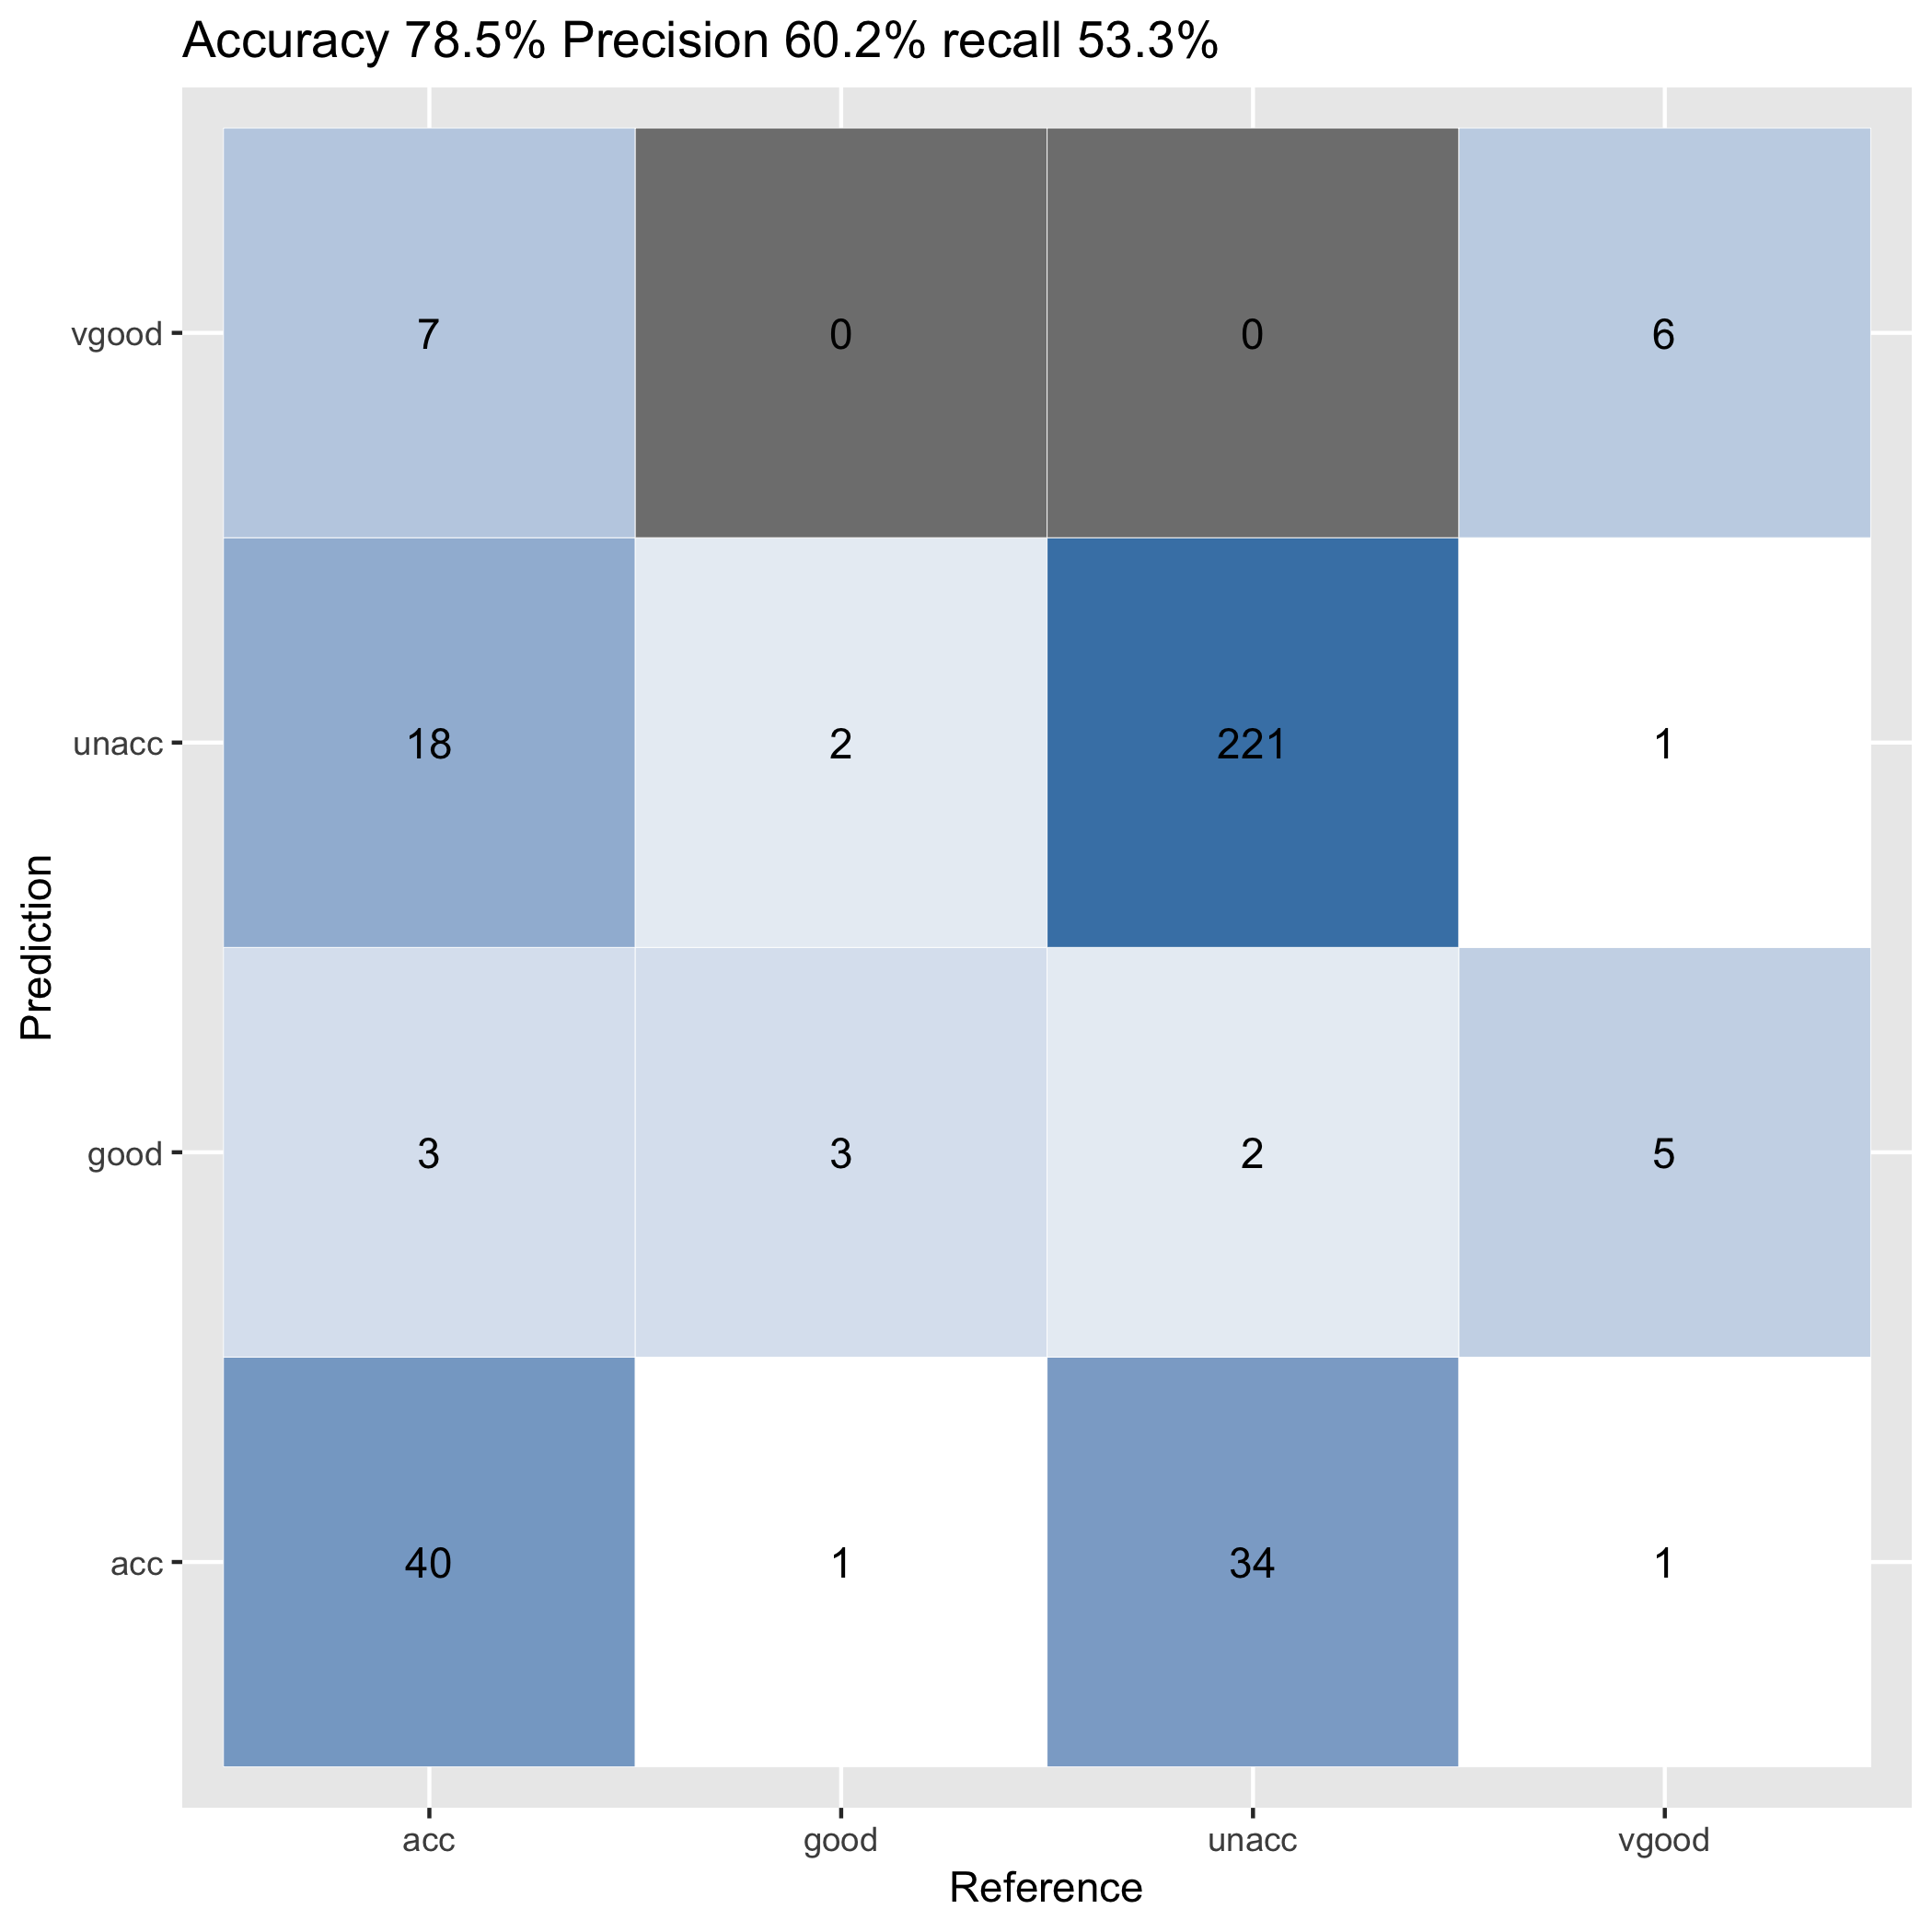 Accuracy 78.5% Precision 60.2% recall 53.3%
Prediction
vgood 7 0 0 6
unacc 18 2 221 1
good 3 3 2 5
acc 40 1 34 1
acc good unacc vgood
Reference